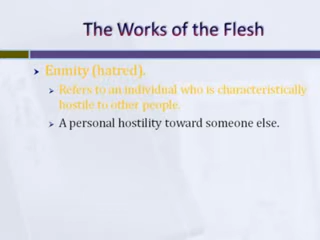 The Works of the Flesh
Enmity (hatred).
Refers to an individual who is characteristically
hostile to other people.
A personal hostility toward someone else.